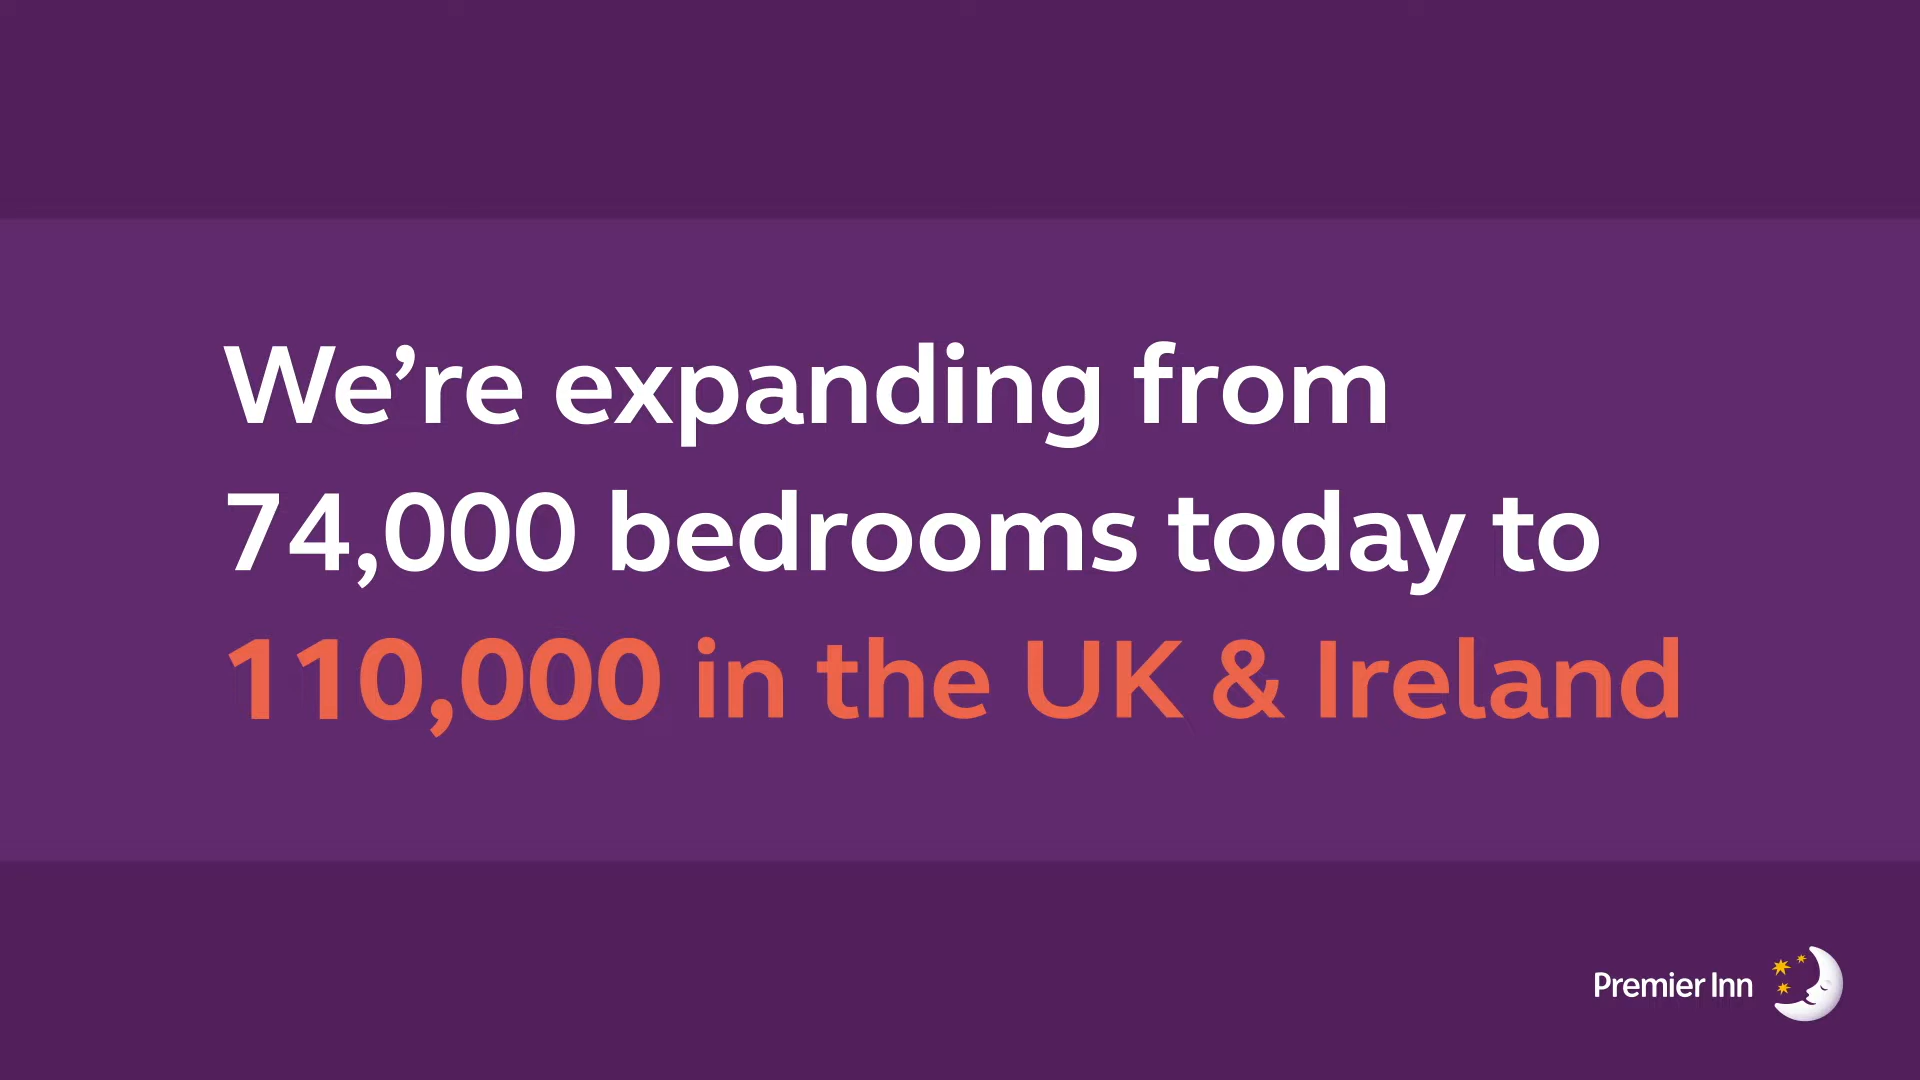 We’re expanding from
74,000 bedrooms today to
110,000 in the UK & Ireland
Premier Inn